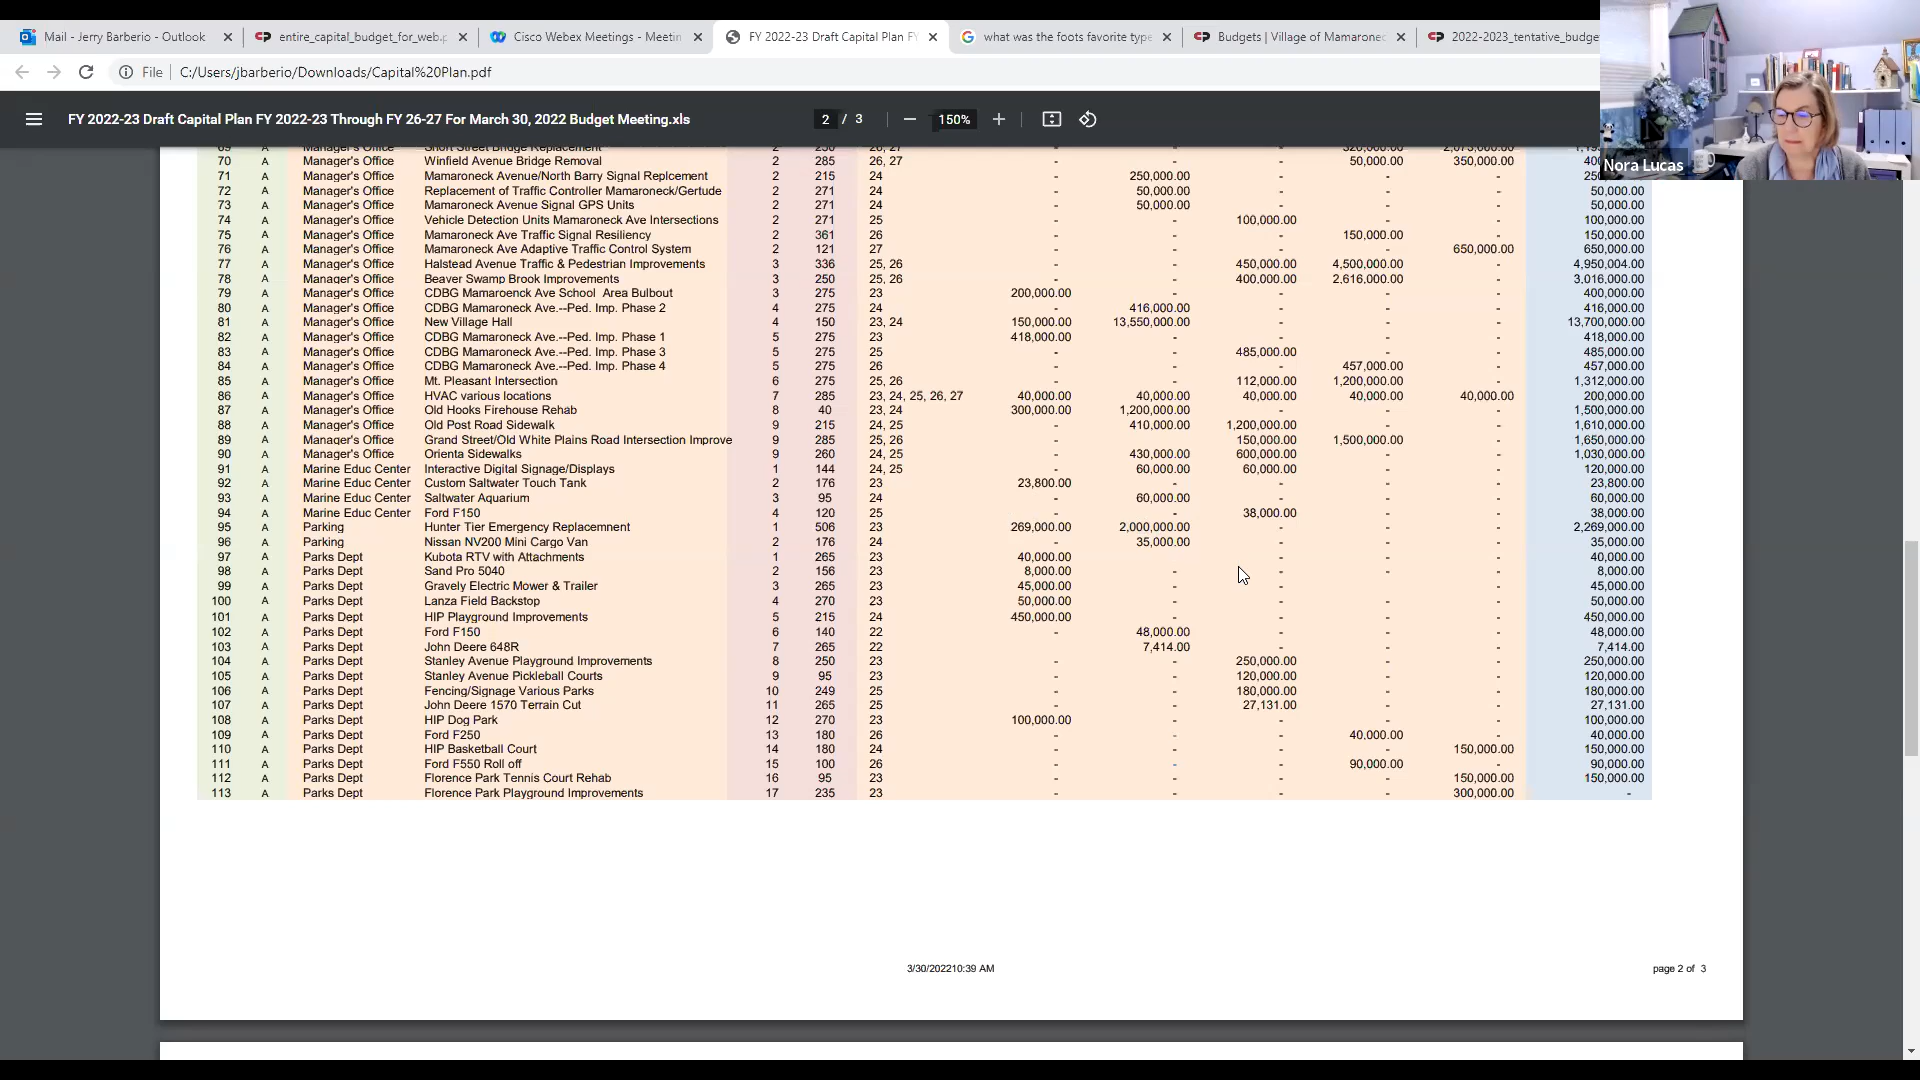 Mail - Jerry Barberio - Outlook
entire_capital_budget_for_web.p
Cisco Webex Meetings - Meetin
FY 2022-23 Draft Capital Plan FY
what was the foots favorite type
Budgets | Village of Mamaronec
2022-2023_tentative_budge
File C:/Users/jbarberio/Downloads/Capital%20Plan.pdf
FY 2022-23 Draft Capital Plan FY 2022-23 Through FY 26-27 For March 30, 2022 Budget Meeting.xls 2 / 3 150%
Nora Lucas
69 A Manager's Office Short Street Bridge Replacement 2 250 26, 27 - - - 320,000.00 2,073,000.00
70 A Manager's Office Winfield Avenue Bridge Removal 2 285 26, 27 - - - 50,000.00 350,000.00
71 A Manager's Office Mamaroneck Avenue/North Barry Signal Replcement 2 215 24 - 250,000.00 - - -
72 A Manager's Office Replacement of Traffic Controller Mamaroneck/Gertude 2 271 24 - 50,000.00 - - - 50,000.00
73 A Manager's Office Mamaroneck Avenue Signal GPS Units 2 271 24 - 50,000.00 - - - 50,000.00
74 A Manager's Office Vehicle Detection Units Mamaroneck Ave Intersections 2 271 25 - - 100,000.00 - - 100,000.00
75 A Manager's Office Mamaroneck Ave Traffic Signal Resiliency 2 361 26 - - - 150,000.00 - 150,000.00
76 A Manager's Office Mamaroneck Ave Adaptive Traffic Control System 2 121 27 - - - - 650,000.00 650,000.00
77 A Manager's Office Halstead Avenue Traffic & Pedestrian Improvements 3 336 25, 26 - - 450,000.00 4,500,000.00 - 4,950,004.00
78 A Manager's Office Beaver Swamp Brook Improvements 3 250 25, 26 - - 400,000.00 2,616,000.00 - 3,016,000.00
79 A Manager's Office CDBG Mamaroenck Ave School Area Bulbout 3 275 23 200,000.00 - - - - 400,000.00
80 A Manager's Office CDBG Mamaroneck Ave.--Ped. Imp. Phase 2 4 275 24 - 416,000.00 - - - 416,000.00
81 A Manager's Office New Village Hall 4 150 23, 24 150,000.00 13,550,000.00 - - - 13,700,000.00
82 A Manager's Office CDBG Mamaroneck Ave.--Ped. Imp. Phase 1 5 275 23 418,000.00 - - - - 418,000.00
83 A Manager's Office CDBG Mamaroneck Ave.--Ped. Imp. Phase 3 5 275 25 - - 485,000.00 - - 485,000.00
84 A Manager's Office CDBG Mamaroneck Ave.--Ped. Imp. Phase 4 5 275 26 - - - 457,000.00 - 457,000.00
85 A Manager's Office Mt. Pleasant Intersection 6 275 25, 26 - - 112,000.00 1,200,000.00 - 1,312,000.00
86 A Manager's Office HVAC various locations 7 285 23, 24, 25, 26, 27 40,000.00 40,000.00 40,000.00 40,000.00 40,000.00 200,000.00
87 A Manager's Office Old Hooks Firehouse Rehab 8 40 23, 24 300,000.00 1,200,000.00 - - - 1,500,000.00
88 A Manager's Office Old Post Road Sidewalk 9 215 24, 25 - 410,000.00 1,200,000.00 - - 1,610,000.00
89 A Manager's Office Grand Street/Old White Plains Road Intersection Improve 9 285 25, 26 - - 150,000.00 1,500,000.00 - 1,650,000.00
90 A Manager's Office Orienta Sidewalks 9 260 24, 25 - 430,000.00 600,000.00 - - 1,030,000.00
91 A Marine Educ Center Interactive Digital Signage/Displays 1 144 24, 25 - 60,000.00 60,000.00 - - 120,000.00
92 A Marine Educ Center Custom Saltwater Touch Tank 2 176 23 23,800.00 - - - - 23,800.00
93 A Marine Educ Center Saltwater Aquarium 3 95 24 - 60,000.00 - - - 60,000.00
94 A Marine Educ Center Ford F150 4 120 25 - - 38,000.00 - - 38,000.00
95 A Parking Hunter Tier Emergency Replacemnent 1 506 23 269,000.00 2,000,000.00 - - - 2,269,000.00
96 A Parking Nissan NV200 Mini Cargo Van 2 176 24 - 35,000.00 - - - 35,000.00
97 A Parks Dept Kubota RTV with Attachments 1 265 23 40,000.00 - - - - 40,000.00
98 A Parks Dept Sand Pro 5040 2 156 23 8,000.00 - - - - 8,000.00
99 A Parks Dept Gravely Electric Mower & Trailer 3 265 23 45,000.00 - - - - 45,000.00
100 A Parks Dept Lanza Field Backstop 4 270 23 50,000.00 - - - - 50,000.00
101 A Parks Dept HIP Playground Improvements 5 215 24 450,000.00 - - - - 450,000.00
102 A Parks Dept Ford F150 6 140 22 - 48,000.00 - - - 48,000.00
103 A Parks Dept John Deere 648R 7 265 22 - 7,414.00 - - - 7,414.00
104 A Parks Dept Stanley Avenue Playground Improvements 8 250 23 - - 250,000.00 - - 250,000.00
105 A Parks Dept Stanley Avenue Pickleball Courts 9 95 23 - - 120,000.00 - - 120,000.00
106 A Parks Dept Fencing/Signage Various Parks 10 249 25 - - 180,000.00 - - 180,000.00
107 A Parks Dept John Deere 1570 Terrain Cut 11 265 25 - - 27,131.00 - - 27,131.00
108 A Parks Dept HIP Dog Park 12 270 23 100,000.00 - - - - 100,000.00
109 A Parks Dept Ford F250 13 180 26 - - - 40,000.00 - 40,000.00
110 A Parks Dept HIP Basketball Court 14 180 24 - - - - 150,000.00 150,000.00
111 A Parks Dept Ford F550 Roll off 15 100 26 - - - 90,000.00 - 90,000.00
112 A Parks Dept Florence Park Tennis Court Rehab 16 95 23 - - - - 150,000.00 150,000.00
113 A Parks Dept Florence Park Playground Improvements 17 235 23 - - - - 300,000.00 -
3/30/202210:39 AM
page 2 of 3